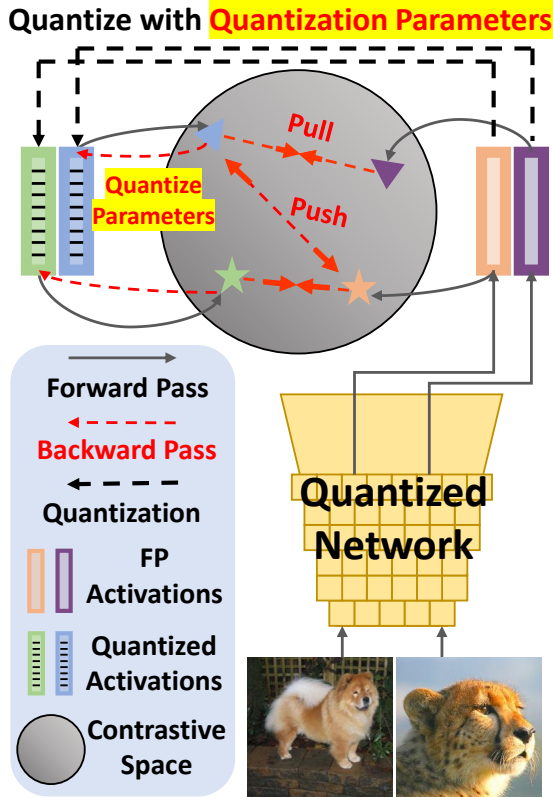 Quantize with Quantization Parameters
Pull
Quantize
Parameters
Push
Forward Pass
Backward Pass
Quantization
FP
Activations
Quantized
Activations
Contrastive
Space
Quantized
Network